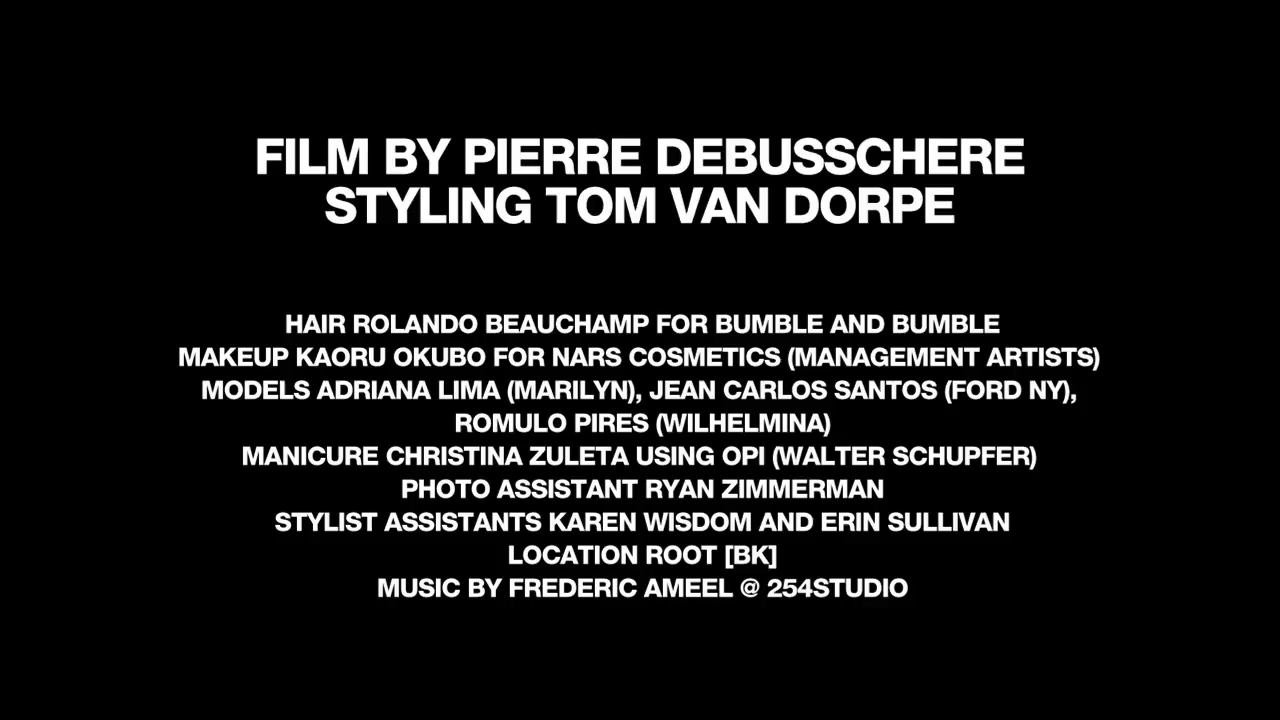 FILM BY PIERRE DEBUSSCHERE
STYLING TOM VAN DORPE
HAIR ROLANDO BEAUCHAMP FOR BUMBLE AND BUMBLE
MAKEUP KAORU OKUBO FOR NARS COSMETICS (MANAGEMENT ARTISTS)
MODELS ADRIANA LIMA (MARILYN), JEAN CARLOS SANTOS (FORD NY),
ROMULO PIRES (WILHELMINA)
MANICURE CHRISTINA ZULETA USING OPI (WALTER SCHUPFER)
PHOTO ASSISTANT RYAN ZIMMERMAN
STYLIST ASSISTANTS KAREN WISDOM AND ERIN SULLIVAN
LOCATION ROOT [BK]
MUSIC BY FREDERIC AMEEL @ 254STUDIO